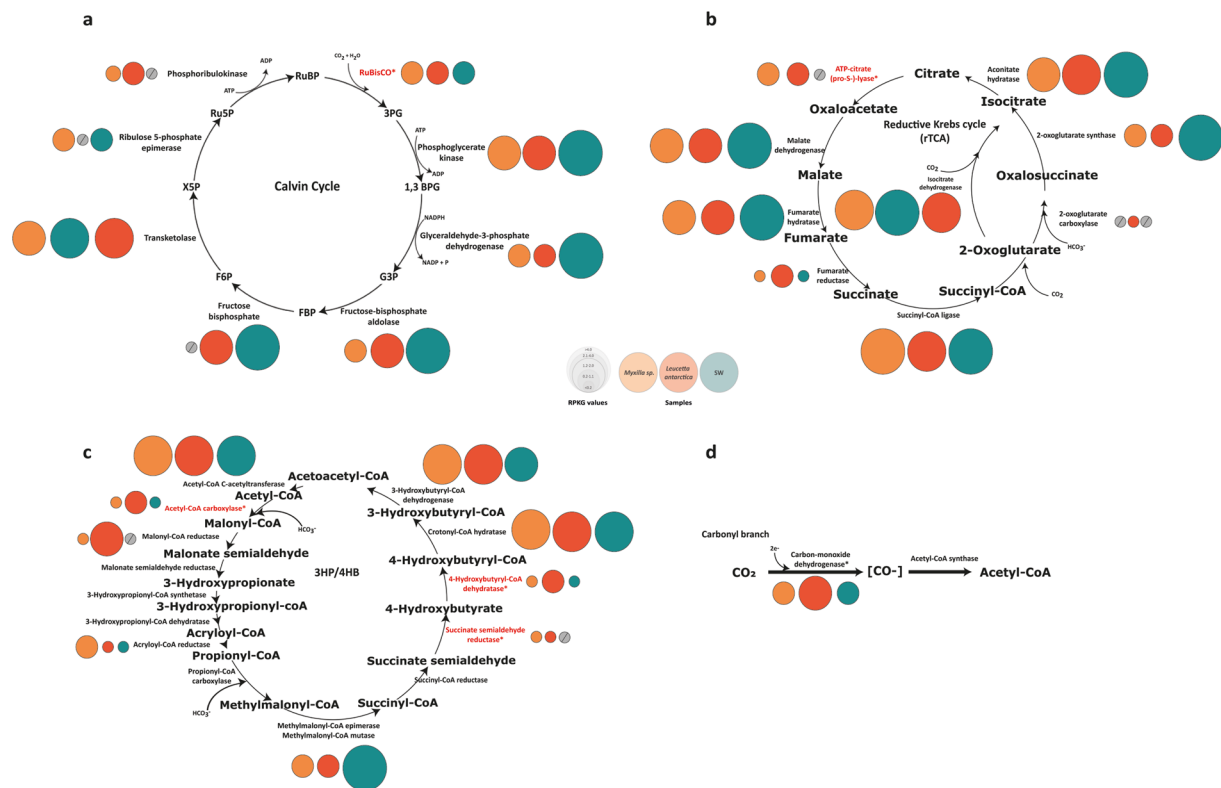 a
CO₂ + H₂O
ADP
RuBP
RuBisCO*
Phosphoribulokinase
ATP
3PG
Ru5P
ATP
Ribulose 5-phosphate
epimerase
Phosphoglycerate
kinase
ADP
X5P
Calvin Cycle
1,3 BPG
NADPH
Transketolase
Glyceraldehyde-3-phosphate
dehydrogenase
NADP + P
F6P
G3P
Fructose
bisphosphate
FBP
Fructose-bisphosphate
aldolase
b
ATP-citrate
(pro-S-)-lyase*
Citrate
Aconitate
hydratase
Isocitrate
Oxaloacetate
Reductive Krebs cycle
(rTCA)
2-oxoglutarate synthase
Malate
dehydrogenase
CO₂
Isocitrate
dehydrogenase
Oxalosuccinate
Malate
Fumarate
hydratase
2-oxoglutarate
carboxylase
Fumarate
2-Oxoglutarate
HCO₃⁻
Fumarate
reductase
Succinate
Succinyl-CoA
CO₂
Succinyl-CoA ligase
Myxilla sp.
Leucetta
antarctica
SW
RPKG values
Samples
c
Acetoacetyl-CoA
Acetyl-CoA C-acetyltransferase
3-Hydroxybutyryl-CoA
dehydrogenase
Acetyl-CoA
Acetyl-CoA carboxylase*
3-Hydroxybutyryl-CoA
Malonyl-CoA
HCO₃⁻
Crotonyl-CoA hydratase
Malonyl-CoA reductase
Malonate semialdehyde
4-Hydroxybutyryl-CoA
Malonate semialdehyde reductase
3HP/4HB
3-Hydroxypropionate
4-Hydroxybutyryl-CoA
dehydratase*
3-Hydroxypropionyl-CoA synthetase
3-Hydroxypropionyl-coA
4-Hydroxybutyrate
3-Hydroxypropionyl-CoA dehydratase
Acryloyl-CoA
Succinate semialdehyde
reductase*
Acryloyl-CoA reductase
Propionyl-CoA
Succinate semialdehyde
Propionyl-CoA
carboxylase
Succinyl-CoA reductase
HCO₃⁻
Methylmalonyl-CoA
Succinyl-CoA
Methylmalonyl-CoA epimerase
Methylmalonyl-CoA mutase
d
Carbonyl branch
2e-
Carbon-monoxide
dehydrogenase*
Acetyl-CoA synthase
CO₂
[CO-]
Acetyl-CoA